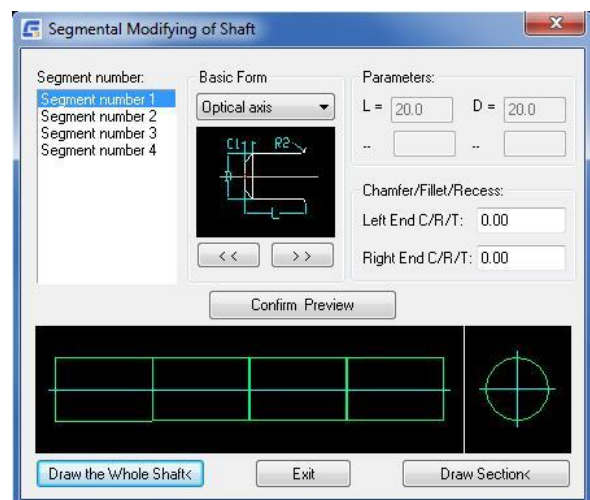 Segmental Modifying of Shaft
Segment number:
Segment number 1
Segment number 2
Segment number 3
Segment number 4
Basic Form
Optical axis
C1
R2
D
L
<< >>
Parameters:
L = 20.0 D = 20.0
-- --
Chamfer/Fillet/Recess:
Left End C/R/T: 0.00
Right End C/R/T: 0.00
Confirm Preview
Draw the Whole Shaft< Exit Draw Section<